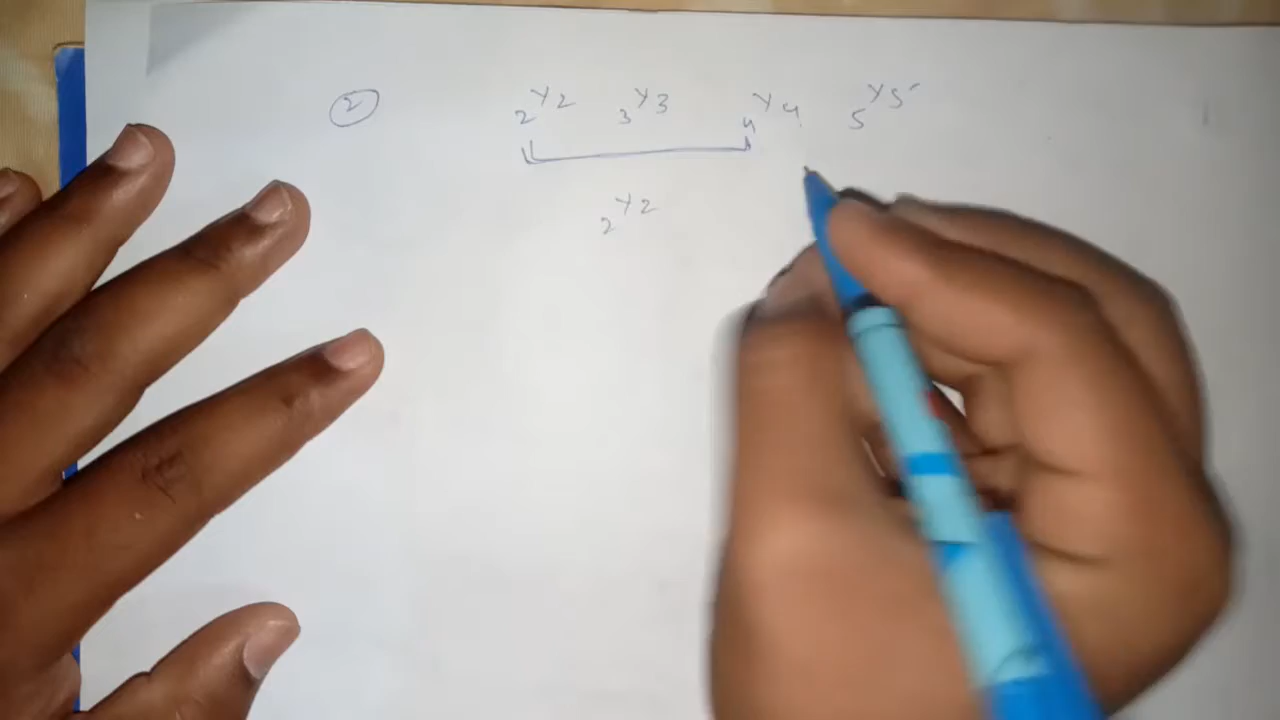 ② 2^(1/2) 3^(1/3) 4^(1/4) 5^(1/5)
2^(1/2)